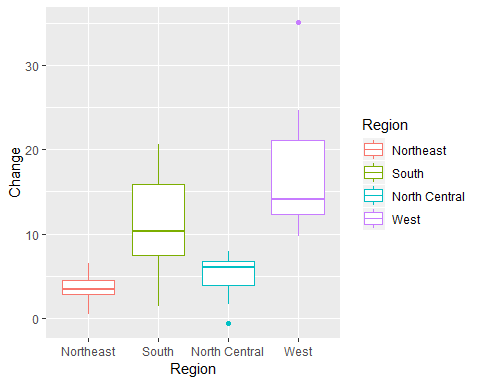 Change
30
20
10
0
Northeast South North Central West
Region
Region
Northeast
South
North Central
West